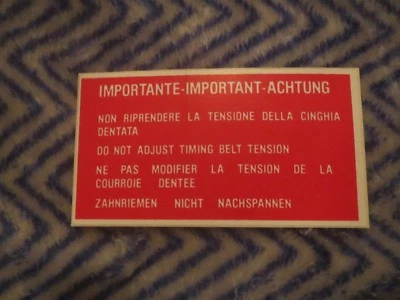 IMPORTANTE-IMPORTANT-ACHTUNG
NON RIPRENDERE LA TENSIONE DELLA CINGHIA
DENTATA
DO NOT ADJUST TIMING BELT TENSION
NE PAS MODIFIER LA TENSION DE LA
COURROIE DENTEE
ZAHNRIEMEN NICHT NACHSPANNEN